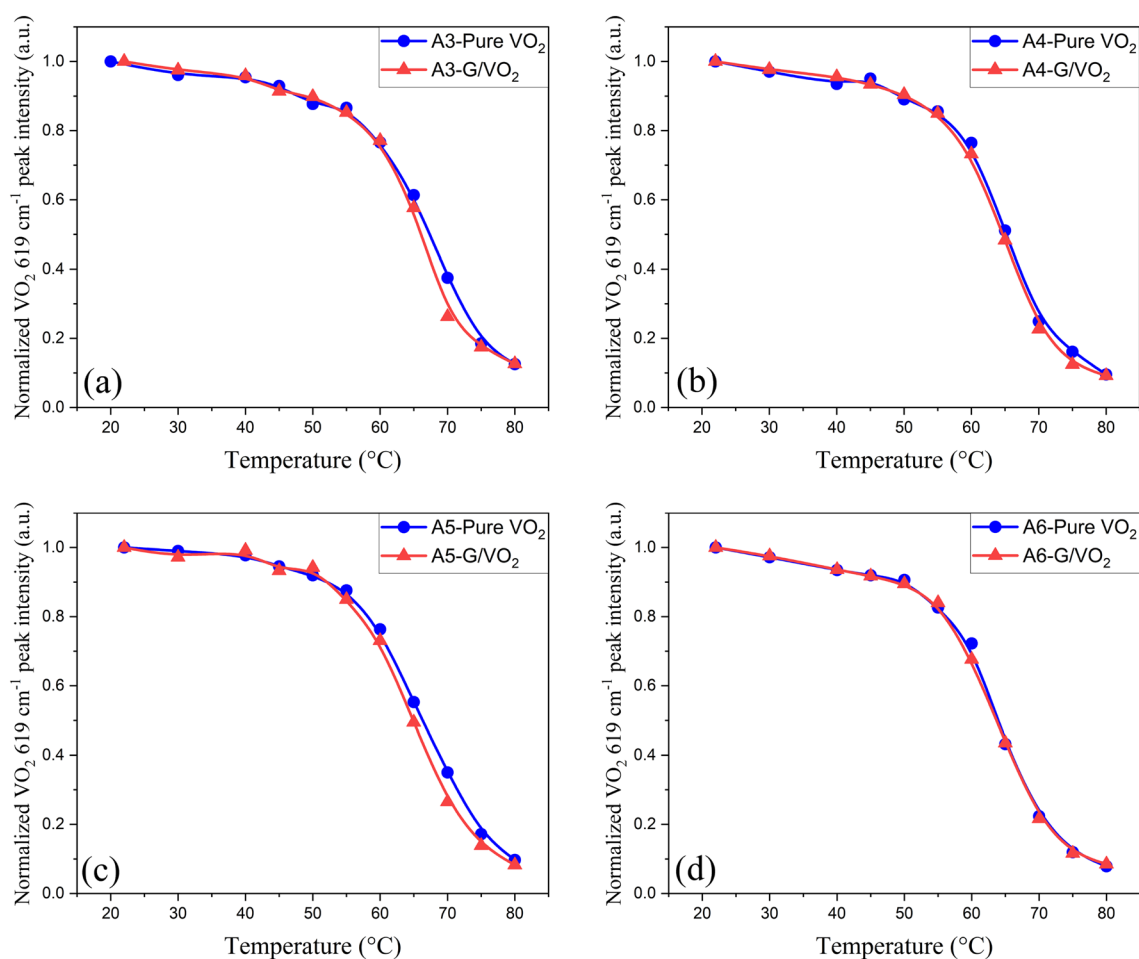 A3-Pure VO₂
A3-G/VO₂
Normalized VO₂ 619 cm⁻¹ peak intensity (a.u.)
1.0
0.8
0.6
0.4
0.2
0.0
(a)
20 30 40 50 60 70 80
Temperature (°C)
A4-Pure VO₂
A4-G/VO₂
Normalized VO₂ 619 cm⁻¹ peak intensity (a.u.)
1.0
0.8
0.6
0.4
0.2
0.0
(b)
20 30 40 50 60 70 80
Temperature (°C)
A5-Pure VO₂
A5-G/VO₂
Normalized VO₂ 619 cm⁻¹ peak intensity (a.u.)
1.0
0.8
0.6
0.4
0.2
0.0
(c)
20 30 40 50 60 70 80
Temperature (°C)
A6-Pure VO₂
A6-G/VO₂
Normalized VO₂ 619 cm⁻¹ peak intensity (a.u.)
1.0
0.8
0.6
0.4
0.2
0.0
(d)
20 30 40 50 60 70 80
Temperature (°C)